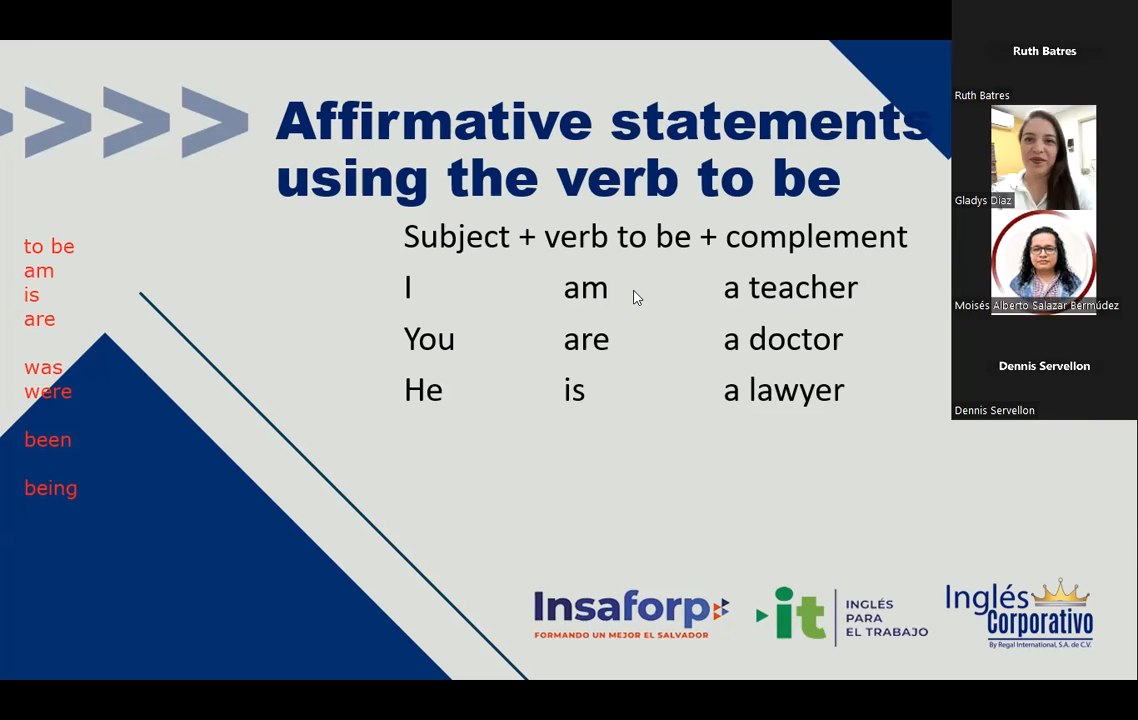 Affirmative statements
using the verb to be
Subject + verb to be + complement
I am a teacher
You are a doctor
He is a lawyer
to be
am
is
are
was
were
been
being
Insaforp
FORMANDO UN MEJOR EL SALVADOR
it
INGLÉS
PARA
EL TRABAJO
Inglés
Corporativo
By Regal International, S.A. de C.V.
Ruth Batres
Ruth Batres
Gladys Díaz
Moisés Alberto Salazar Bermúdez
Dennis Servellon
Dennis Servellon